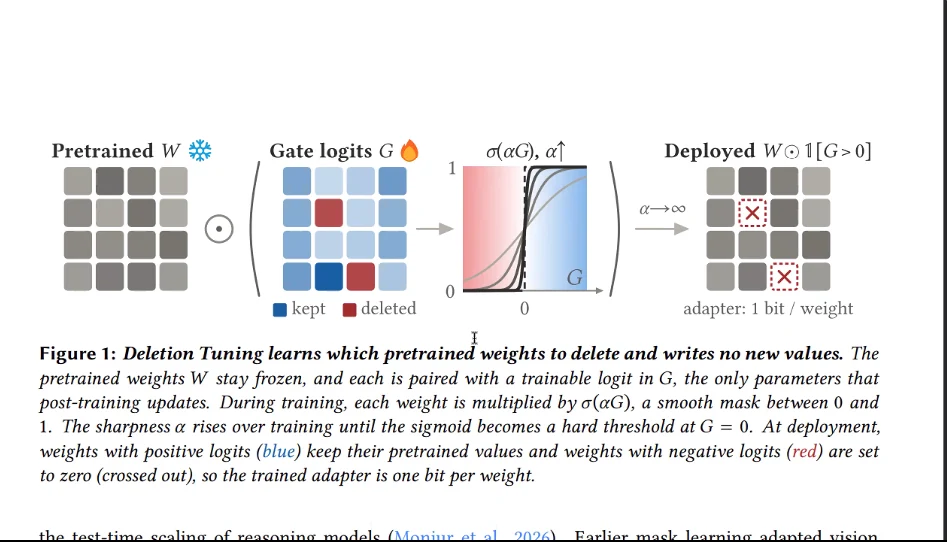 Pretrained W
Gate logits G
σ(αG), α↑
Deployed W⊙𝟙[G>0]
1
0
G
0
α→∞
kept
deleted
adapter: 1 bit / weight
Figure 1: Deletion Tuning learns which pretrained weights to delete and writes no new values. The
pretrained weights W stay frozen, and each is paired with a trainable logit in G, the only parameters that
post-training updates. During training, each weight is multiplied by σ(αG), a smooth mask between 0 and
1. The sharpness α rises over training until the sigmoid becomes a hard threshold at G = 0. At deployment,
weights with positive logits (blue) keep their pretrained values and weights with negative logits (red) are set
to zero (crossed out), so the trained adapter is one bit per weight.
the test-time scaling of reasoning models (Moniur et al., 2026). Earlier mask learning adapted vision